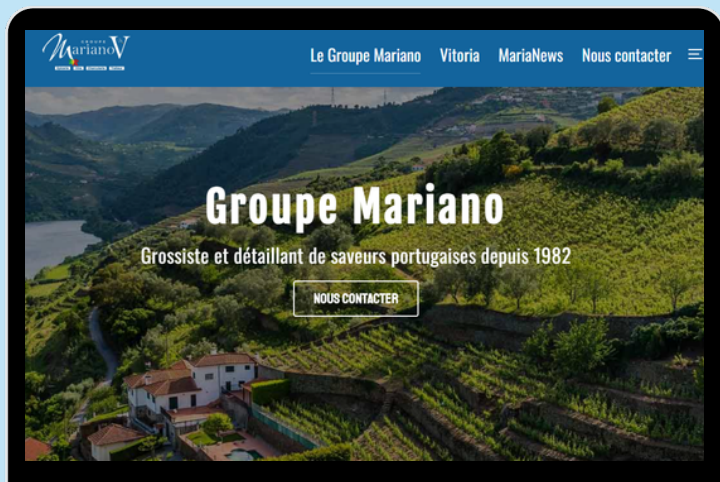 GROUPE
MarianoV
Le Groupe Mariano Vitoria MariaNews Nous contacter
Groupe Mariano
Grossiste et détaillant de saveurs portugaises depuis 1982
NOUS CONTACTER